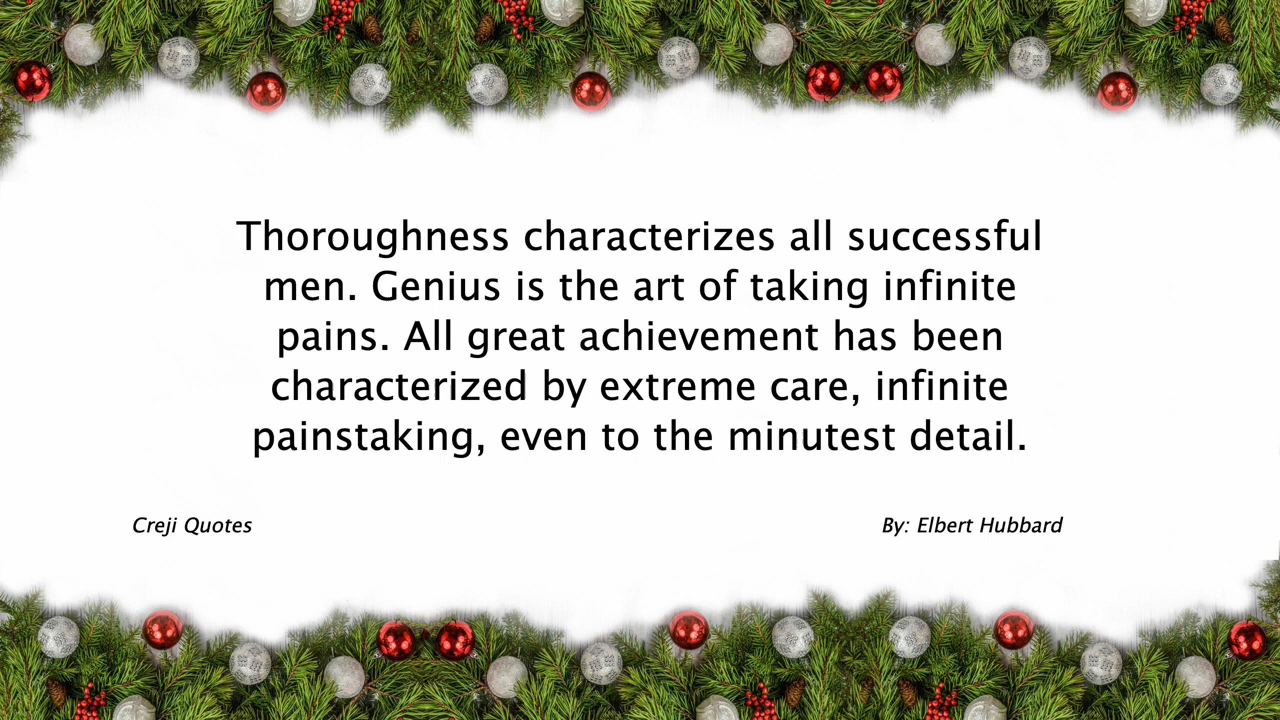 Thoroughness characterizes all successful
men. Genius is the art of taking infinite
pains. All great achievement has been
characterized by extreme care, infinite
painstaking, even to the minutest detail.
Creji Quotes
By: Elbert Hubbard